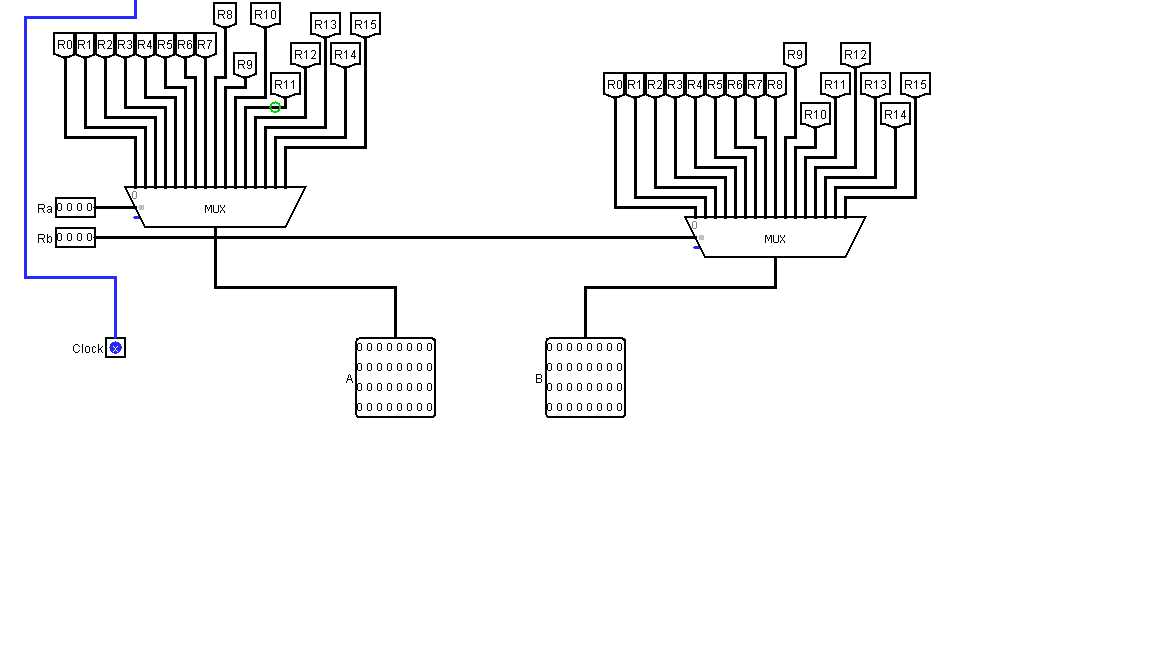 R8 R10
R13 R15
R0 R1 R2 R3 R4 R5 R6 R7
R12 R14
R9
R11
R9 R12
R0 R1 R2 R3 R4 R5 R6 R7 R8 R11 R13 R15
R10 R14
0
Ra 0 0 0 0
MUX
0
Rb 0 0 0 0
MUX
Clock x
A
0 0 0 0 0 0 0 0
0 0 0 0 0 0 0 0
0 0 0 0 0 0 0 0
0 0 0 0 0 0 0 0
B
0 0 0 0 0 0 0 0
0 0 0 0 0 0 0 0
0 0 0 0 0 0 0 0
0 0 0 0 0 0 0 0